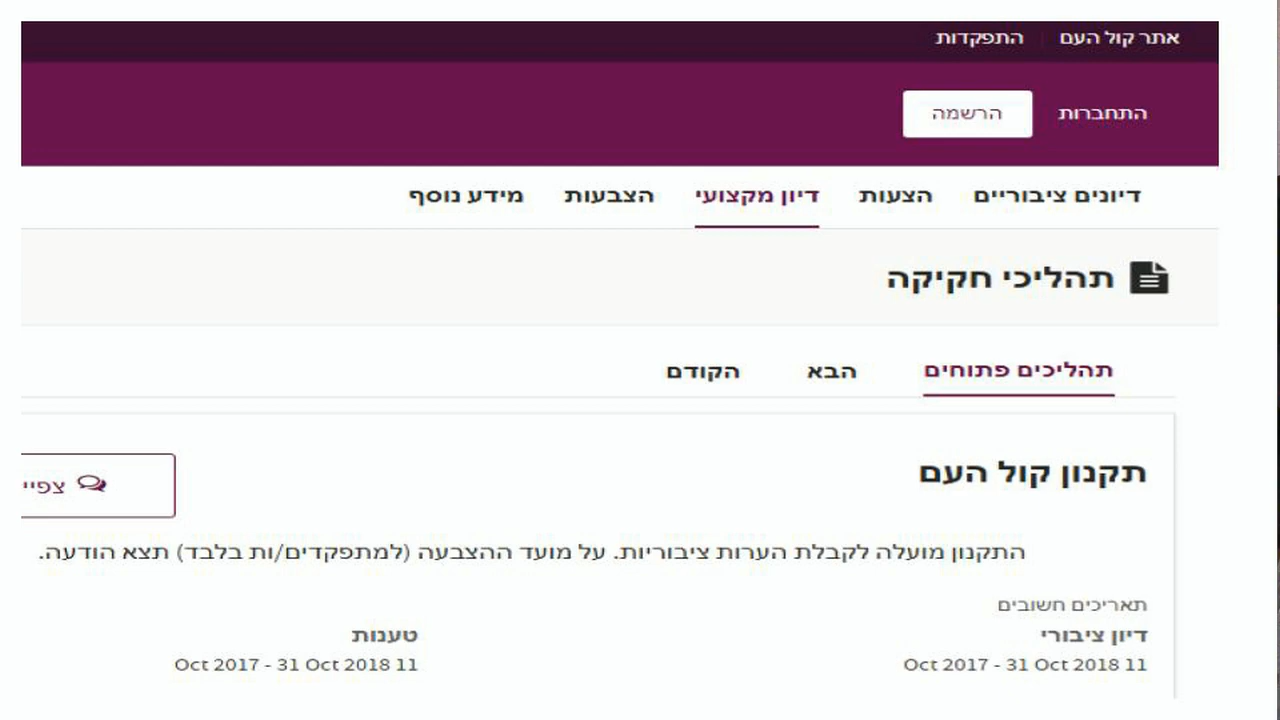 אתר קול העם התפקדות
התחברות הרשמה
דיונים ציבוריים הצעות דיון מקצועי הצבעות מידע נוסף
תהליכי חקיקה
תהליכים פתוחים הבא הקודם
תקנון קול העם
התקנון מועלה לקבלת הערות ציבוריות. על מועד ההצבעה (למתפקדים/ות בלבד) תצא הודעה.
תאריכים חשובים
דיון ציבורי טענות
11 Oct 2017 - 31 Oct 2018 11 Oct 2017 - 31 Oct 2018